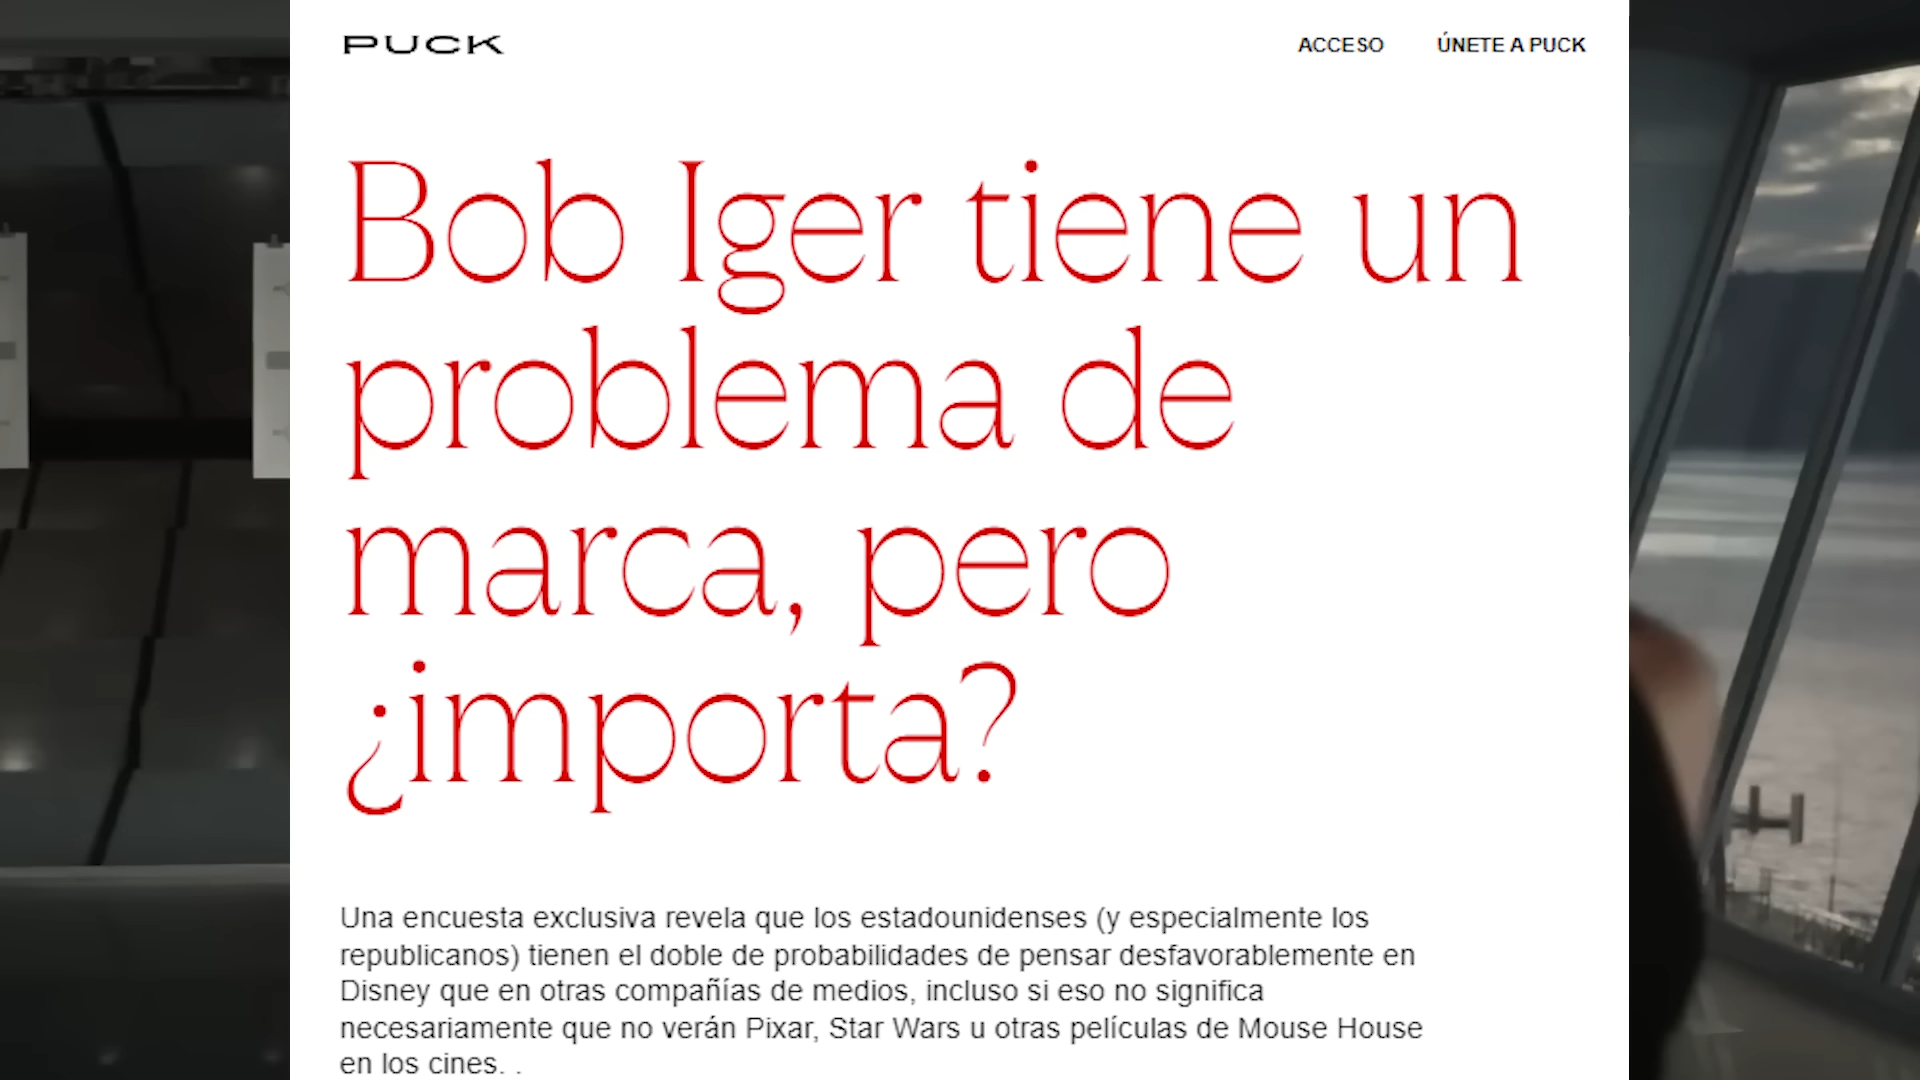 PUCK
ACCESO
ÚNETE A PUCK
Bob Iger tiene un
problema de
marca, pero
¿importa?
Una encuesta exclusiva revela que los estadounidenses (y especialmente los
republicanos) tienen el doble de probabilidades de pensar desfavorablemente en
Disney que en otras compañías de medios, incluso si eso no significa
necesariamente que no verán Pixar, Star Wars u otras películas de Mouse House
en los cines. .